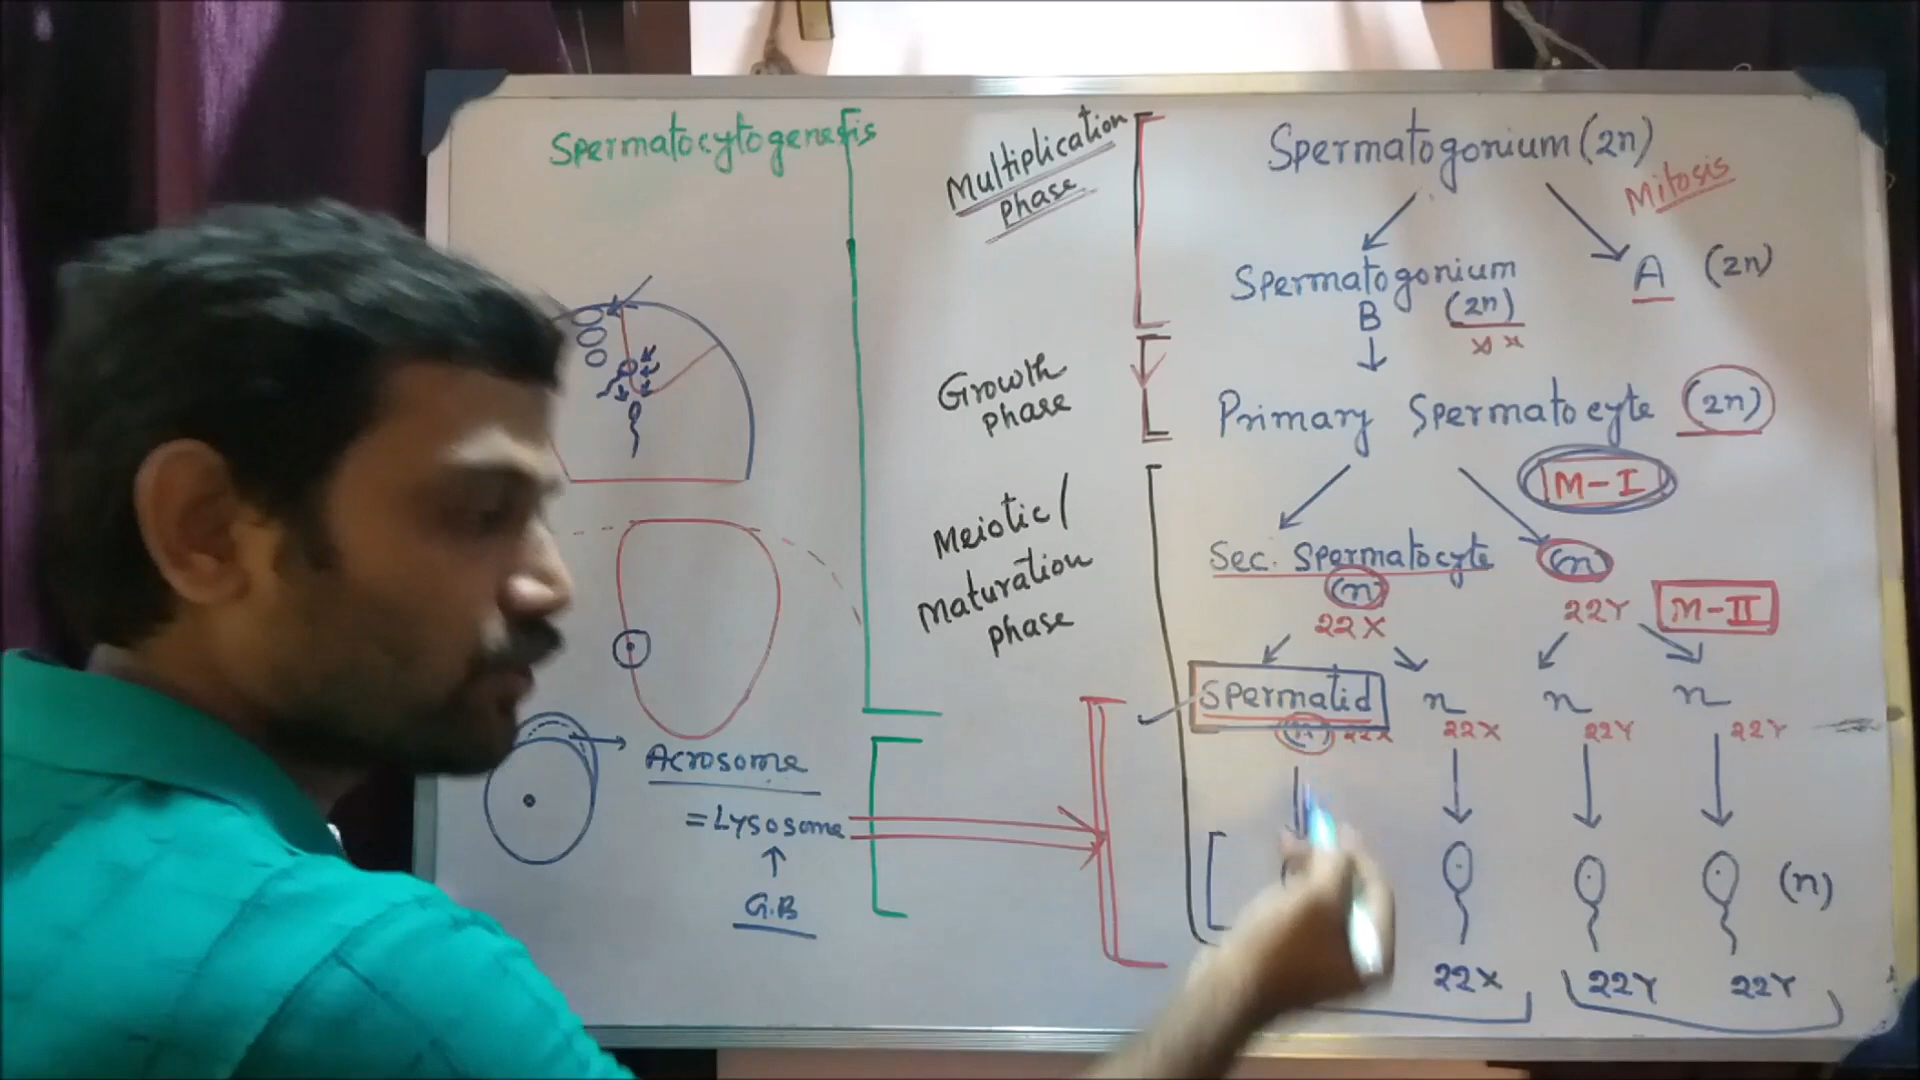 Spermatocytogenesis
Acrosome
= Lysosome
G.B
Multiplication
phase
Growth
phase
Meiotic /
maturation
phase
Spermatogonium (2n)
Mitosis
Spermatogonium
B (2n)
A (2n)
xx
Primary Spermatocyte (2n)
M-I
Sec. Spermatocyte (n)
(n)
22X 22Y M-II
Spermatid n n n
(n) 22X 22X 22Y 22Y
(n)
22X 22Y 22Y